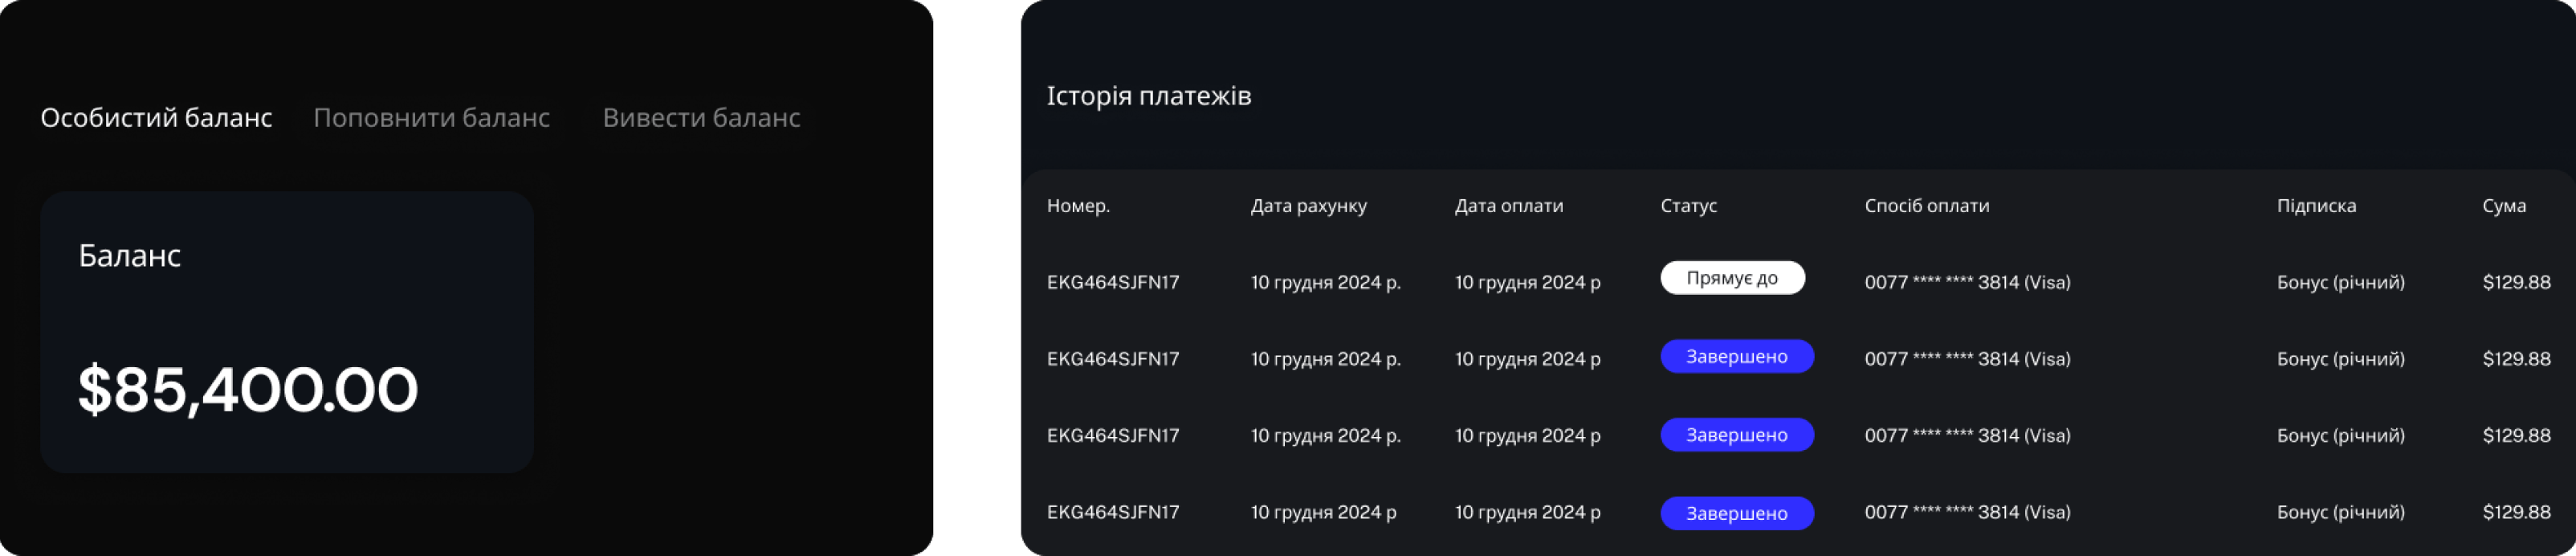 Особистий баланс Поповнити баланс Вивести баланс
Баланс
$85,400.00
Історія платежів
Номер. Дата рахунку Дата оплати Статус Спосіб оплати Підписка Сума
EKG464SJFN17 10 грудня 2024 р. 10 грудня 2024 р Прямує до 0077 **** **** 3814 (Visa) Бонус (річний) $129.88
EKG464SJFN17 10 грудня 2024 р. 10 грудня 2024 р Завершено 0077 **** **** 3814 (Visa) Бонус (річний) $129.88
EKG464SJFN17 10 грудня 2024 р. 10 грудня 2024 р Завершено 0077 **** **** 3814 (Visa) Бонус (річний) $129.88
EKG464SJFN17 10 грудня 2024 р 10 грудня 2024 р Завершено 0077 **** **** 3814 (Visa) Бонус (річний) $129.88